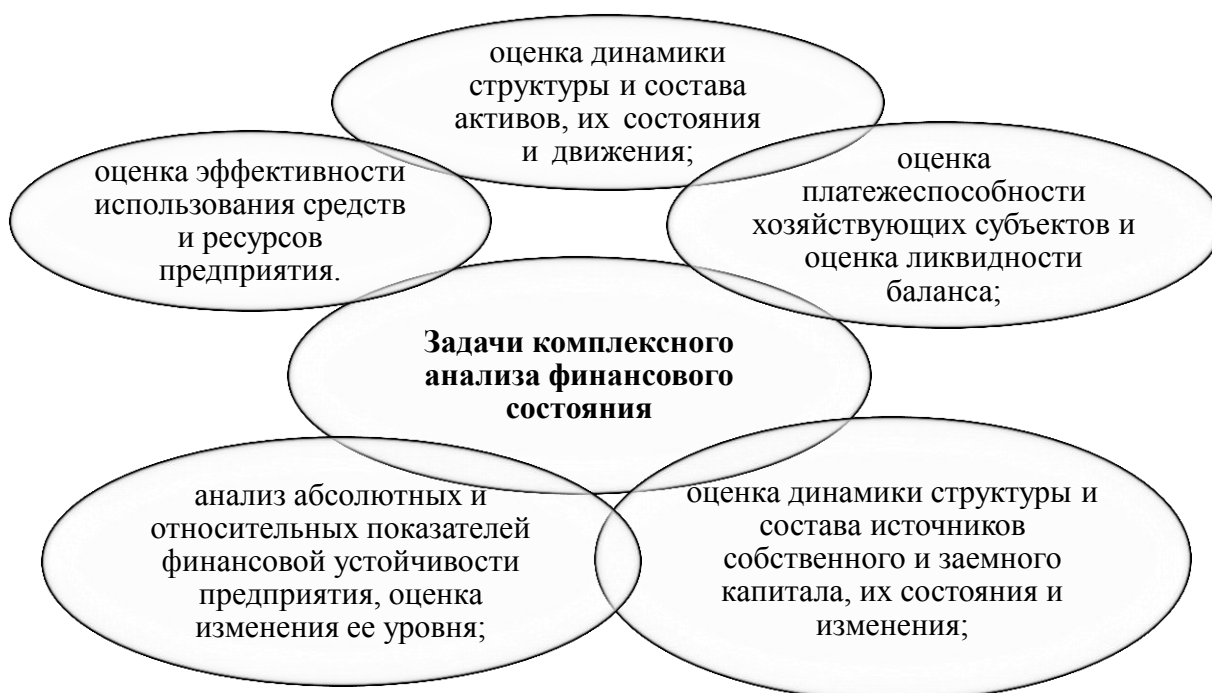 оценка динамики
структуры и состава
активов, их состояния
и движения;
оценка эффективности
использования средств
и ресурсов
предприятия.
оценка
платежеспособности
хозяйствующих субъектов и
оценка ликвидности
баланса;
Задачи комплексного
анализа финансового
состояния
анализ абсолютных и
относительных показателей
финансовой устойчивости
предприятия, оценка
изменения ее уровня;
оценка динамики структуры и
состава источников
собственного и заемного
капитала, их состояния и
изменения;